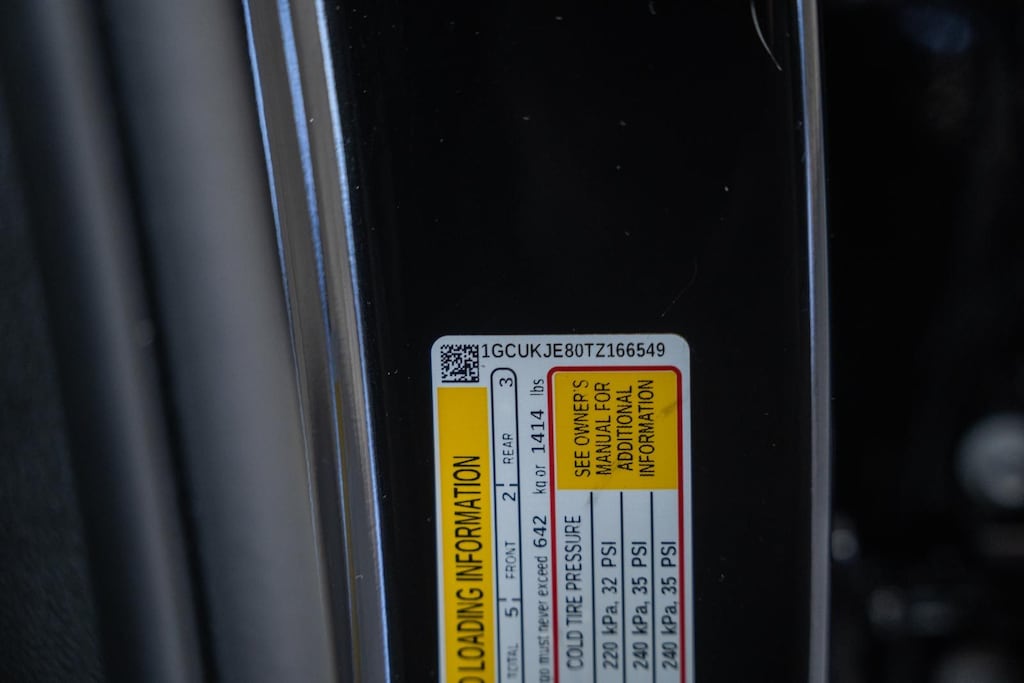 1GCUKJE80TZ166549
LOADING INFORMATION
TOTAL 5 FRONT 2 REAR 3
must never exceed 642 kg or 1414 lbs
COLD TIRE PRESSURE
220 kPa, 32 PSI
240 kPa, 35 PSI
240 kPa, 35 PSI
SEE OWNER'S
MANUAL FOR
ADDITIONAL
INFORMATION